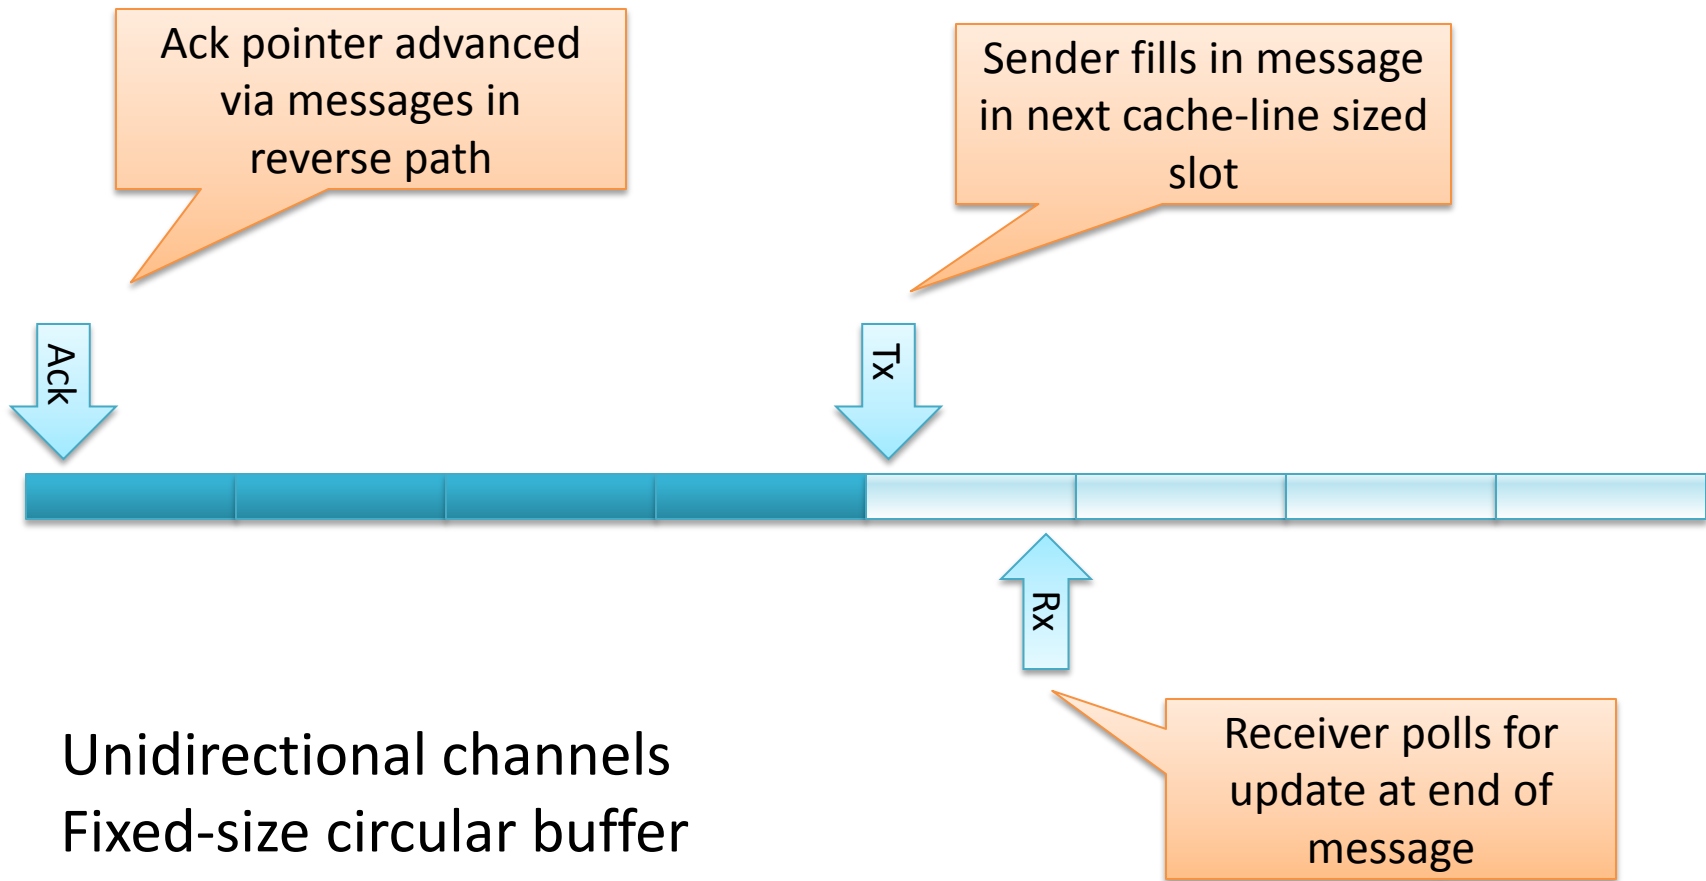 Ack pointer advanced
via messages in
reverse path
Sender fills in message
in next cache-line sized
slot
Ack
Tx
Rx
Unidirectional channels
Fixed-size circular buffer
Receiver polls for
update at end of
message